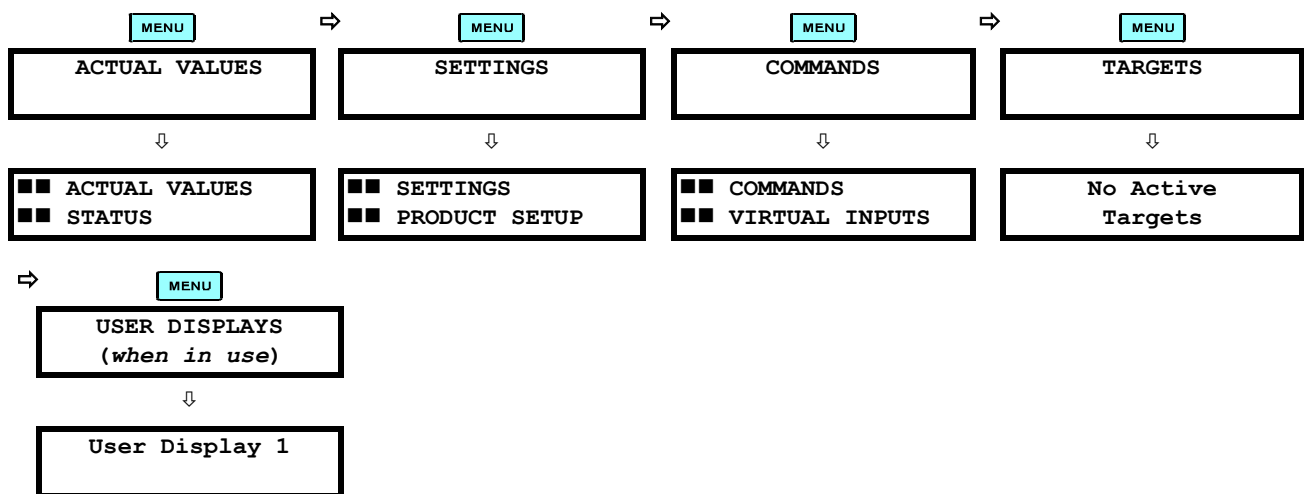 MENU MENU MENU MENU
ACTUAL VALUES SETTINGS COMMANDS TARGETS
ACTUAL VALUES SETTINGS COMMANDS No Active
STATUS PRODUCT SETUP VIRTUAL INPUTS Targets
MENU
USER DISPLAYS
(when in use)
User Display 1